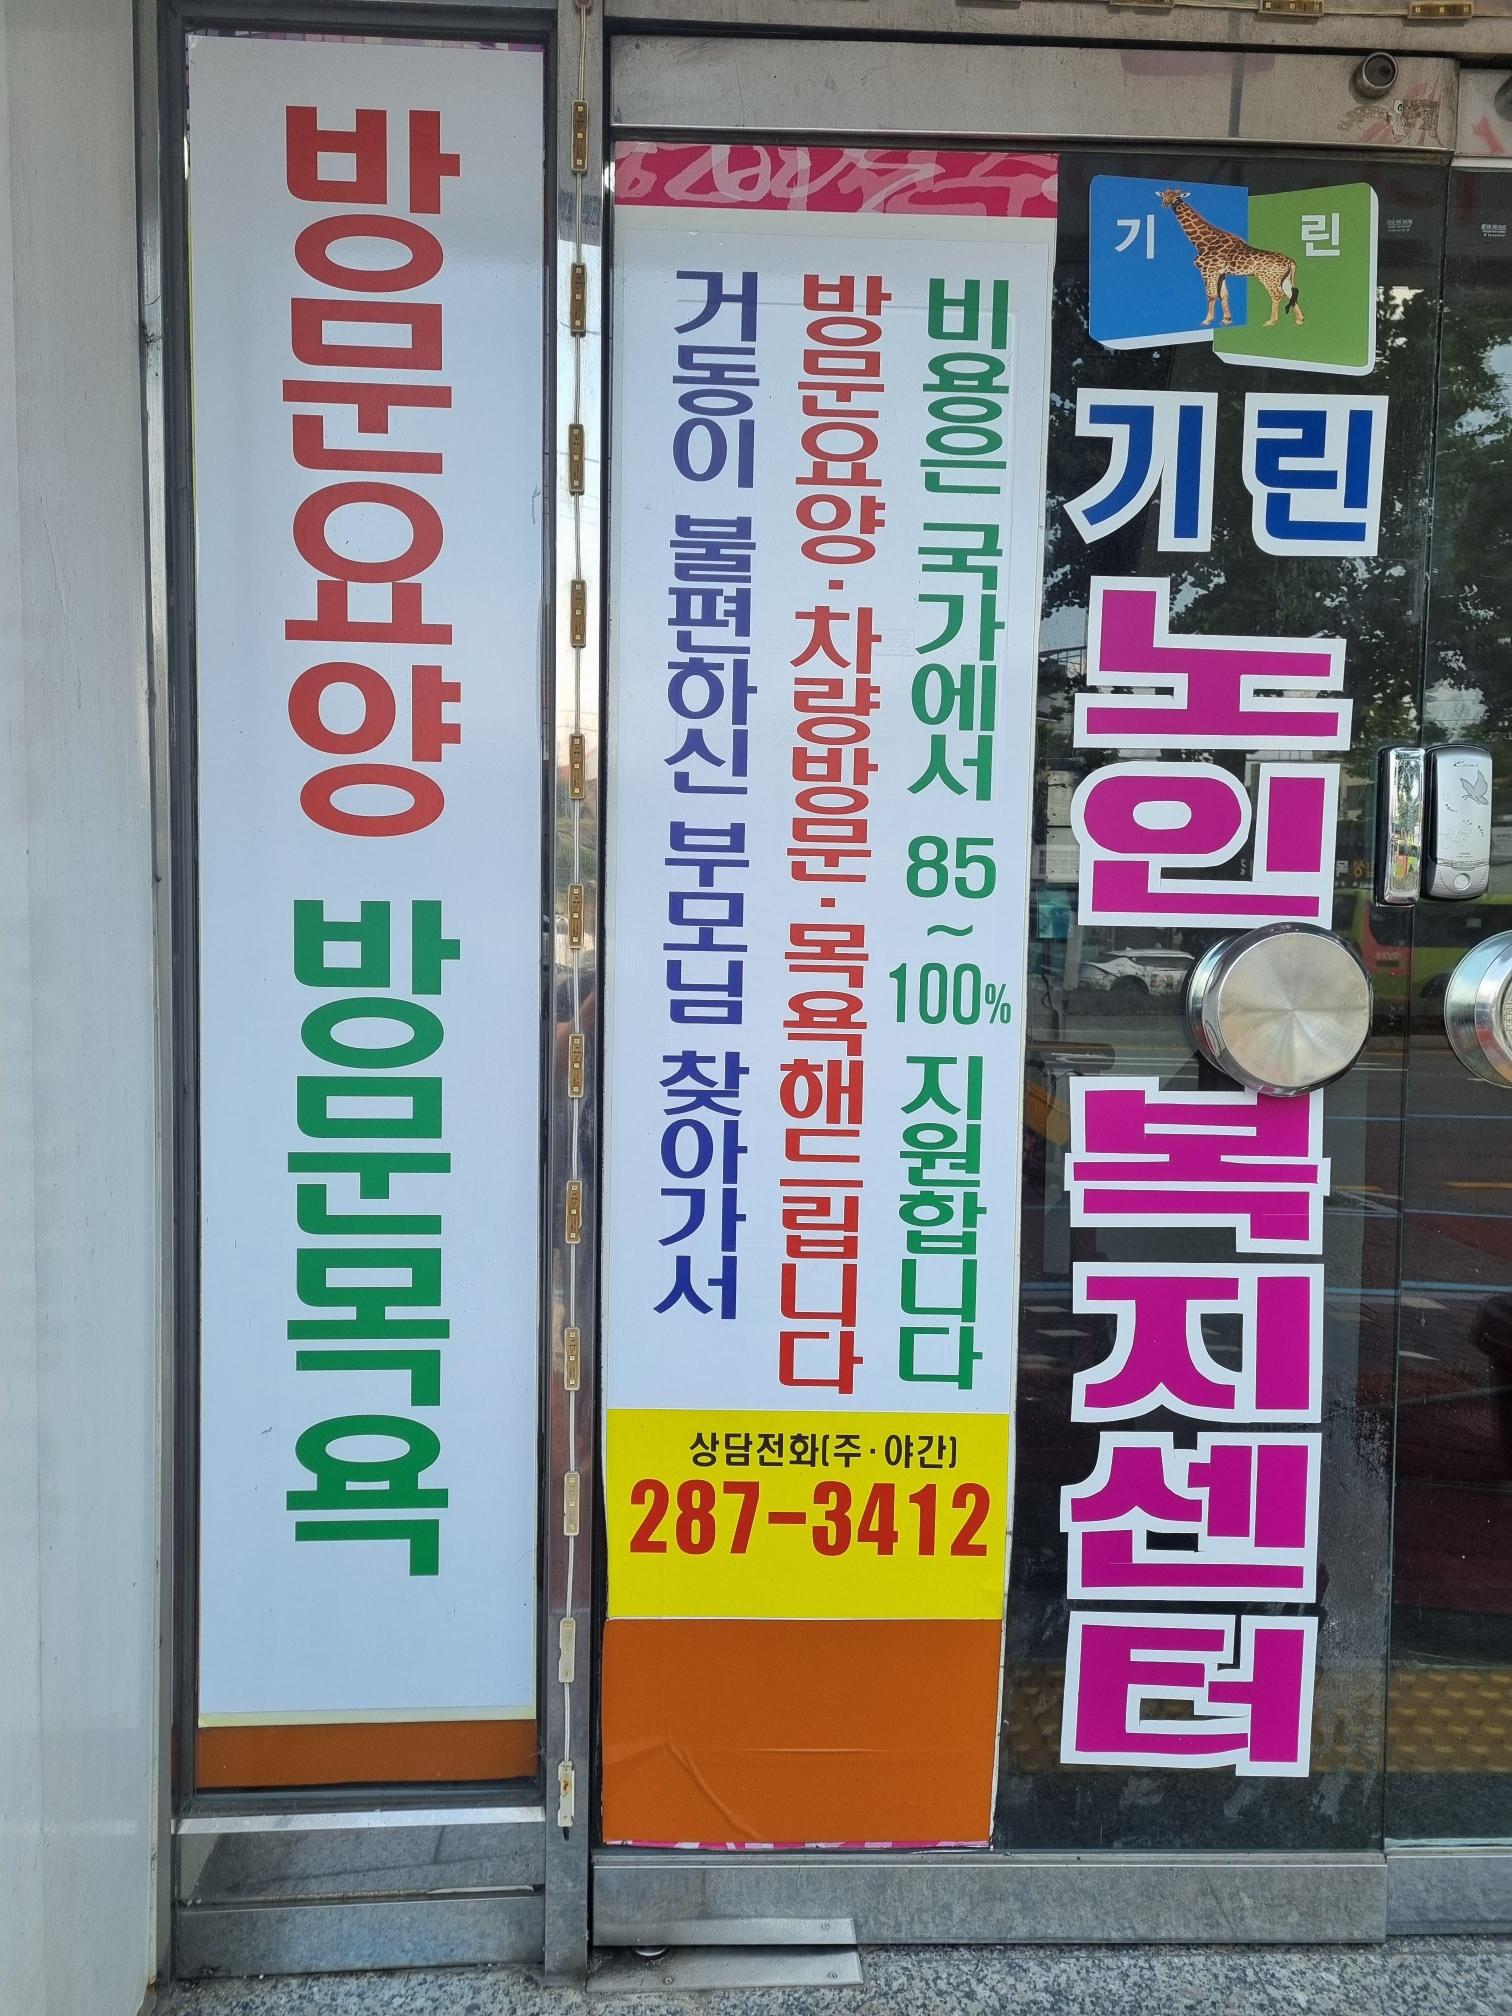 방문요양 방문목욕
거동이 불편하신 부모님 찾아가서
방문요양·차량방문·목욕해드립니다
비용은 국가에서 85~100% 지원합니다
상담전화(주·야간)
287-3412
기린
기린
노인복지센터